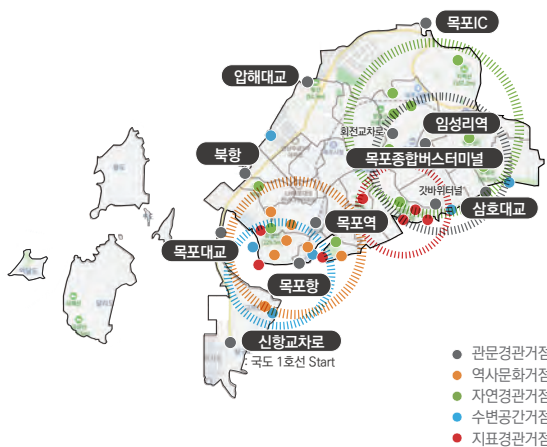 목포IC
압해대교
회전교차로
임성리역
북항
목포종합버스터미널
갓바위터널
삼호대교
목포대교
목포역
목포항
신항교차로
: 국도 1호선 Start
관문경관거점
역사문화거점
자연경관거점
수변공간거점
지표경관거점